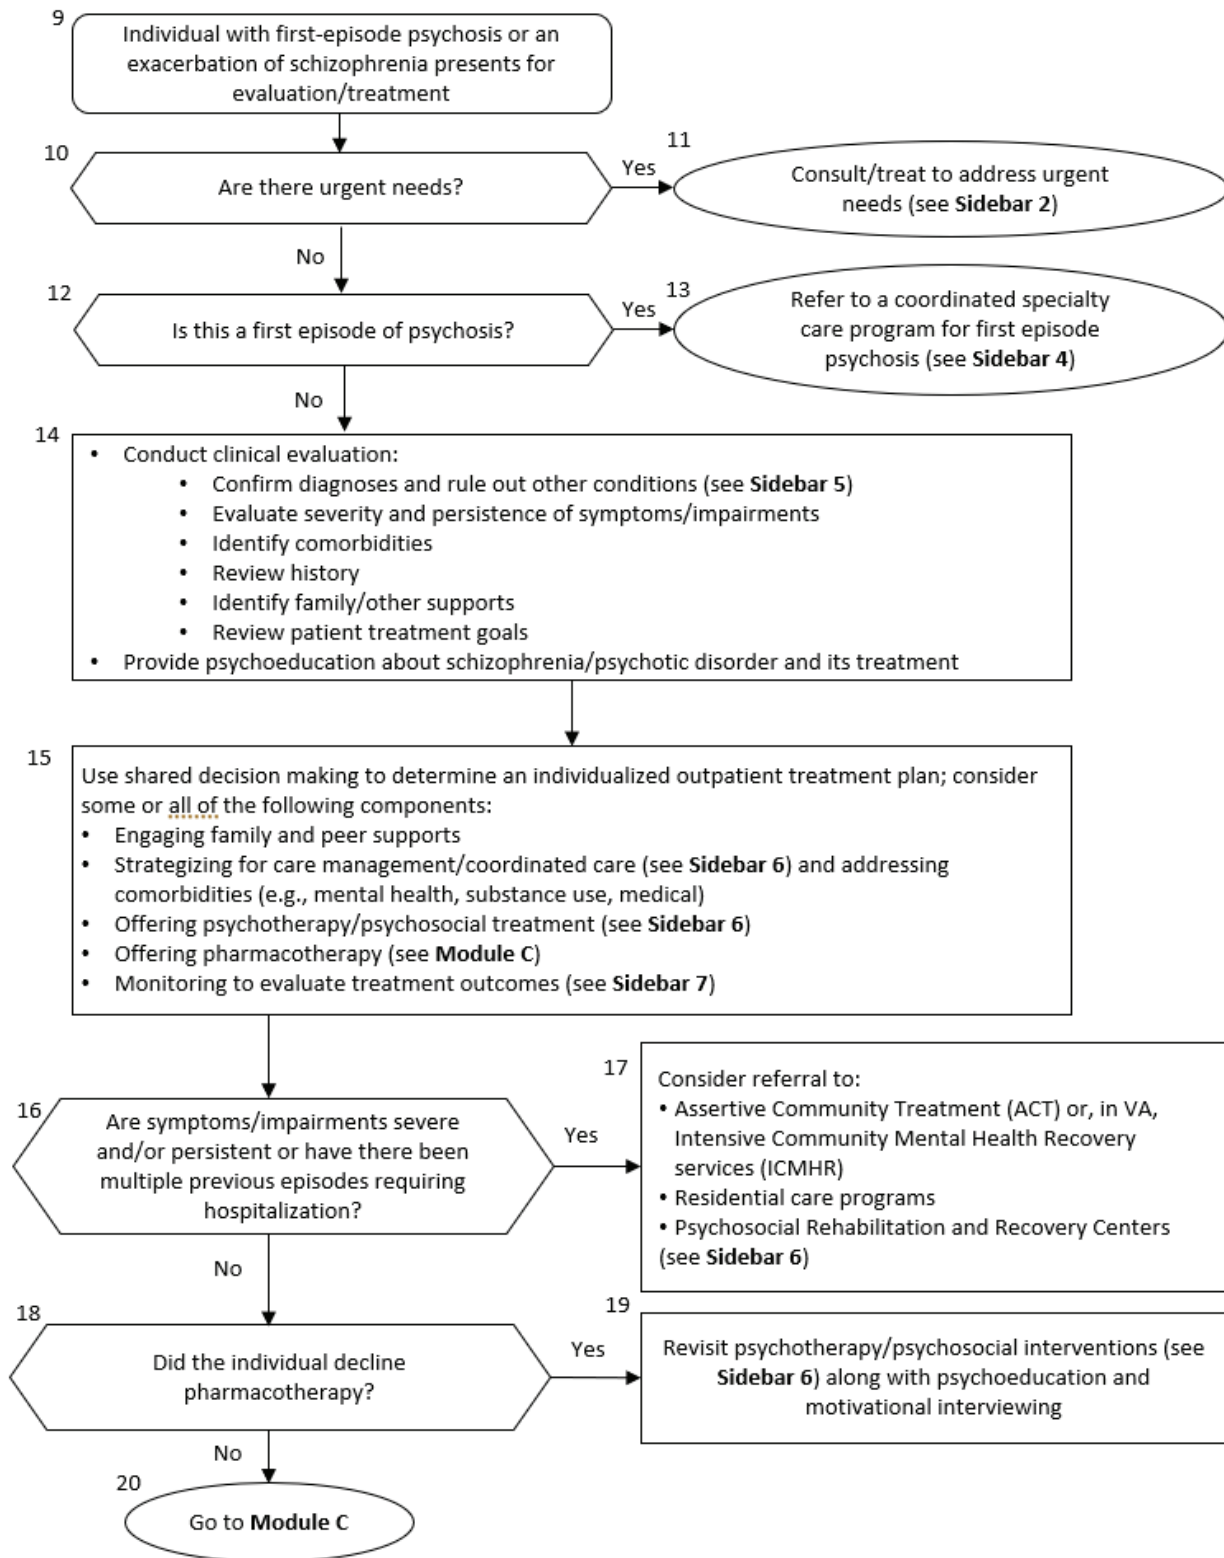 9
Individual with first-episode psychosis or an
exacerbation of schizophrenia presents for
evaluation/treatment
10
Are there urgent needs?
Yes
11
Consult/treat to address urgent
needs (see Sidebar 2)
No
12
Is this a first episode of psychosis?
Yes
13
Refer to a coordinated specialty
care program for first episode
psychosis (see Sidebar 4)
No
14
• Conduct clinical evaluation:
• Confirm diagnoses and rule out other conditions (see Sidebar 5)
• Evaluate severity and persistence of symptoms/impairments
• Identify comorbidities
• Review history
• Identify family/other supports
• Review patient treatment goals
• Provide psychoeducation about schizophrenia/psychotic disorder and its treatment
15
Use shared decision making to determine an individualized outpatient treatment plan; consider
some or all of the following components:
• Engaging family and peer supports
• Strategizing for care management/coordinated care (see Sidebar 6) and addressing
comorbidities (e.g., mental health, substance use, medical)
• Offering psychotherapy/psychosocial treatment (see Sidebar 6)
• Offering pharmacotherapy (see Module C)
• Monitoring to evaluate treatment outcomes (see Sidebar 7)
16
Are symptoms/impairments severe
and/or persistent or have there been
multiple previous episodes requiring
hospitalization?
Yes
17
Consider referral to:
• Assertive Community Treatment (ACT) or, in VA,
Intensive Community Mental Health Recovery
services (ICMHR)
• Residential care programs
• Psychosocial Rehabilitation and Recovery Centers
(see Sidebar 6)
No
18
Did the individual decline
pharmacotherapy?
Yes
19
Revisit psychotherapy/psychosocial interventions (see
Sidebar 6) along with psychoeducation and
motivational interviewing
No
20
Go to Module C